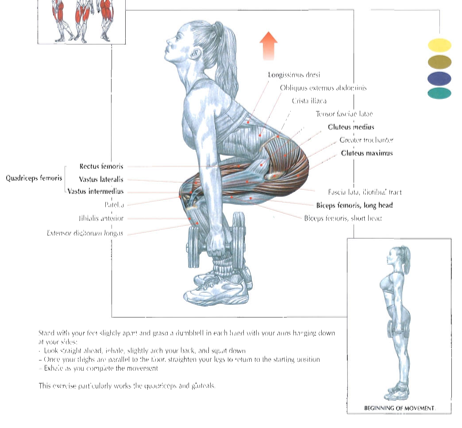 Longissimus dorsi
Obliquus externus abdominis
Crista iliaca
Tensor fasciae latae
Gluteus medius
Greater trochanter
Gluteus maximus
Rectus femoris
Quadriceps femoris
Vastus lateralis
Vastus intermedius
Patella
Tibialis anterior
Extensor digitorum longus
Fascia lata, iliotibial tract
Biceps femoris, long head
Biceps femoris, short head
Stand with your feet slightly apart and grasp a dumbbell in each hand with your arms hanging down
at your sides:
- Look straight ahead, inhale, slightly arch your back, and squat down
- Once your thighs are parallel to the floor, straighten your legs to return to the starting position
- Exhale as you complete the movement
This exercise particularly works the quadriceps and gluteals.
BEGINNING OF MOVEMENT